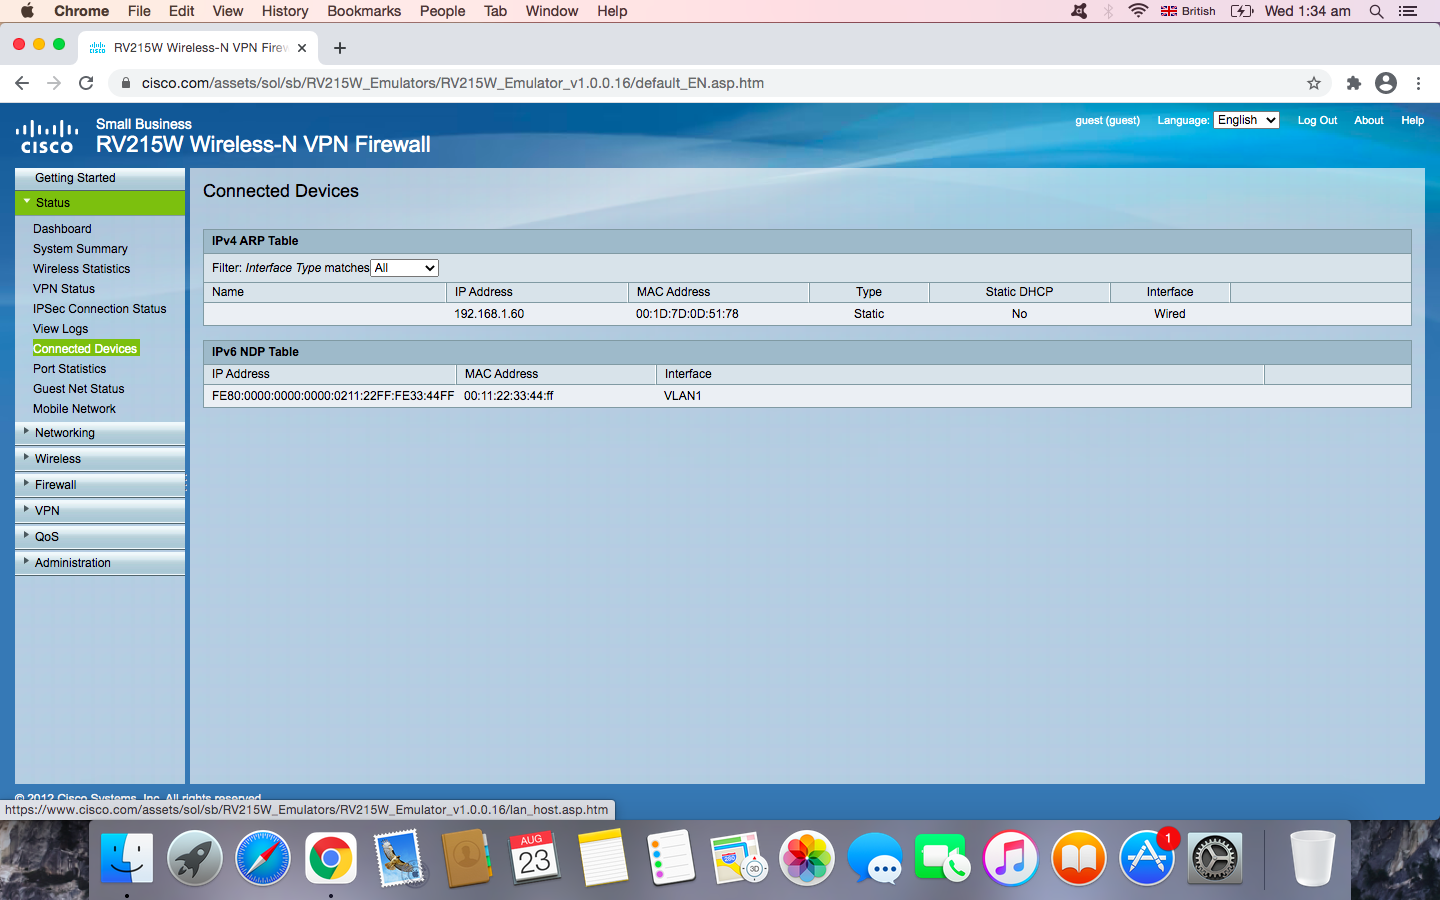 Chrome File Edit View History Bookmarks People Tab Window Help British Wed 1:34 am
RV215W Wireless-N VPN Firew
cisco.com/assets/sol/sb/RV215W_Emulators/RV215W_Emulator_v1.0.0.16/default_EN.asp.htm
Small Business
cisco RV215W Wireless-N VPN Firewall
guest (guest) Language: English Log Out About Help
Getting Started
Status
Dashboard
System Summary
Wireless Statistics
VPN Status
IPSec Connection Status
View Logs
Connected Devices
Port Statistics
Guest Net Status
Mobile Network
Networking
Wireless
Firewall
VPN
QoS
Administration
Connected Devices
IPv4 ARP Table
Filter: Interface Type matches All
Name IP Address MAC Address Type Static DHCP Interface
192.168.1.60 00:1D:7D:0D:51:78 Static No Wired
IPv6 NDP Table
IP Address MAC Address Interface
FE80:0000:0000:0000:0211:22FF:FE33:44FF 00:11:22:33:44:ff VLAN1
© 2012 Cisco Systems, Inc. All rights reserved.
https://www.cisco.com/assets/sol/sb/RV215W_Emulators/RV215W_Emulator_v1.0.0.16/lan_host.asp.htm
AUG
23
280
3D
1